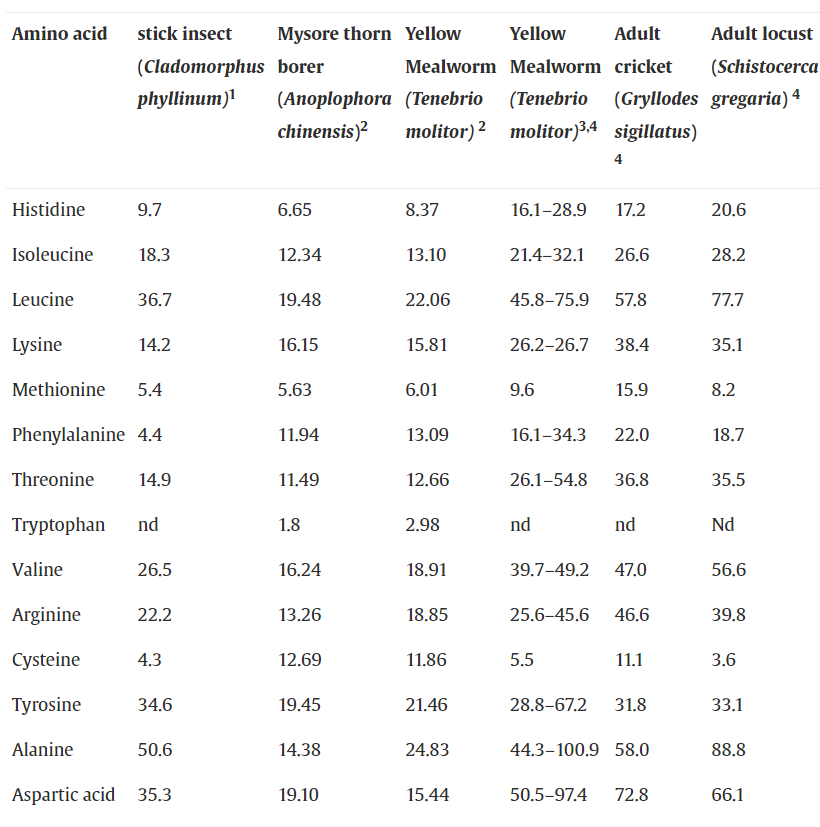 Amino acid stick insect Mysore thorn Yellow Yellow Adult Adult locust
(Cladomorphus borer Mealworm Mealworm cricket (Schistocerca
phyllinum)1 (Anoplophora (Tenebrio (Tenebrio (Gryllodes gregaria) 4
chinensis)2 molitor) 2 molitor)3,4 sigillatus)
4
Histidine 9.7 6.65 8.37 16.1–28.9 17.2 20.6
Isoleucine 18.3 12.34 13.10 21.4–32.1 26.6 28.2
Leucine 36.7 19.48 22.06 45.8–75.9 57.8 77.7
Lysine 14.2 16.15 15.81 26.2–26.7 38.4 35.1
Methionine 5.4 5.63 6.01 9.6 15.9 8.2
Phenylalanine 4.4 11.94 13.09 16.1–34.3 22.0 18.7
Threonine 14.9 11.49 12.66 26.1–54.8 36.8 35.5
Tryptophan nd 1.8 2.98 nd nd Nd
Valine 26.5 16.24 18.91 39.7–49.2 47.0 56.6
Arginine 22.2 13.26 18.85 25.6–45.6 46.6 39.8
Cysteine 4.3 12.69 11.86 5.5 11.1 3.6
Tyrosine 34.6 19.45 21.46 28.8–67.2 31.8 33.1
Alanine 50.6 14.38 24.83 44.3–100.9 58.0 88.8
Aspartic acid 35.3 19.10 15.44 50.5–97.4 72.8 66.1